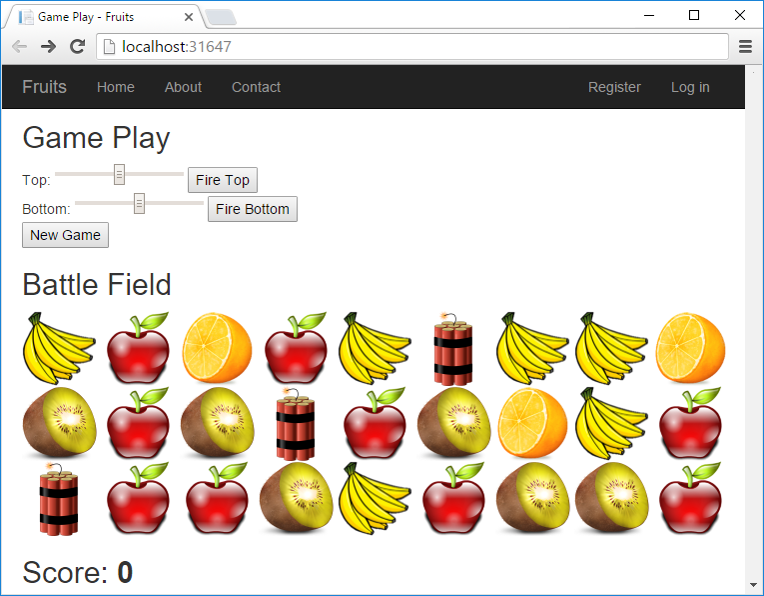 Game Play - Fruits
localhost:31647
Fruits Home About Contact Register Log in
Game Play
Top: Fire Top
Bottom: Fire Bottom
New Game
Battle Field
Score: 0